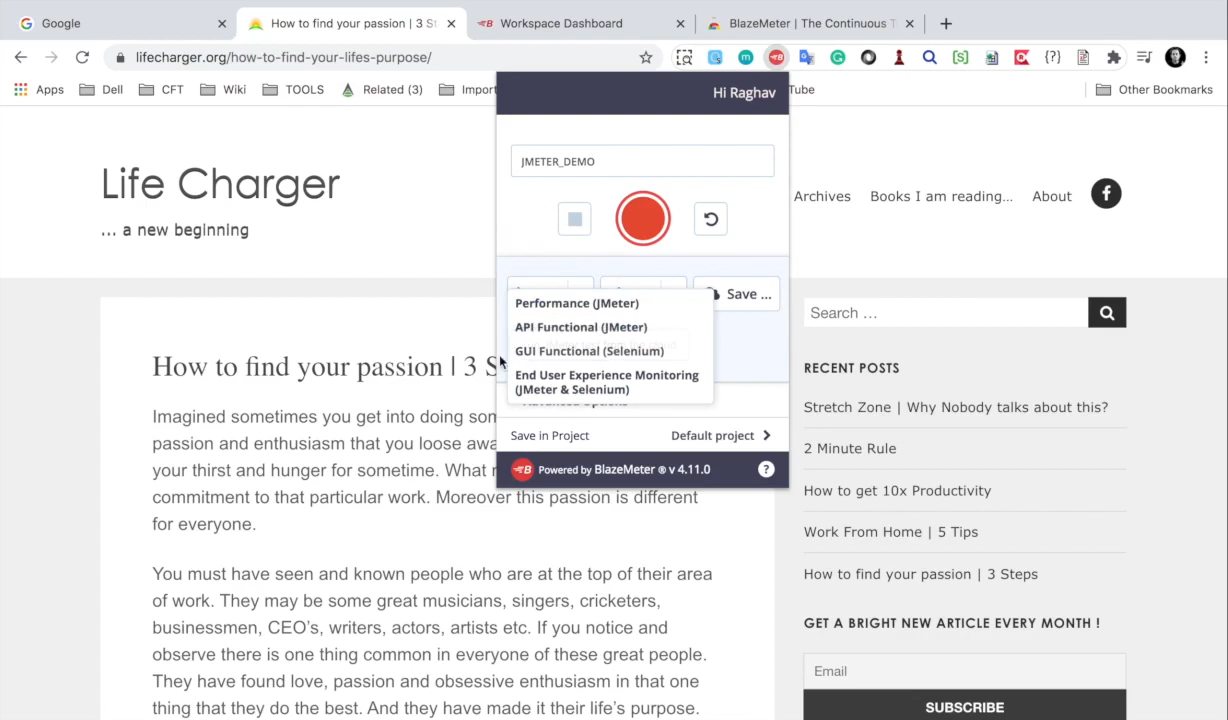 Google
How to find your passion | 3 St
Workspace Dashboard
BlazeMeter | The Continuous T
lifecharger.org/how-to-find-your-lifes-purpose/
Apps
Dell
CFT
Wiki
TOOLS
Related (3)
Import
Tube
Other Bookmarks
Life Charger
... a new beginning
Archives
Books I am reading...
About
Hi Raghav
JMETER_DEMO
Save ...
Performance (JMeter)
API Functional (JMeter)
GUI Functional (Selenium)
End User Experience Monitoring
(JMeter & Selenium)
Advanced Options
Save in Project
Default project
Powered by BlazeMeter ® v 4.11.0
How to find your passion | 3 S
Imagined sometimes you get into doing som
passion and enthusiasm that you loose awa
your thirst and hunger for sometime. What
commitment to that particular work. Moreover this passion is different
for everyone.
You must have seen and known people who are at the top of their area
of work. They may be some great musicians, singers, cricketers,
businessmen, CEO's, writers, actors, artists etc. If you notice and
observe there is one thing common in everyone of these great people.
They have found love, passion and obsessive enthusiasm in that one
thing that they do the best. And they have made it their life's purpose.
Search …
RECENT POSTS
Stretch Zone | Why Nobody talks about this?
2 Minute Rule
How to get 10x Productivity
Work From Home | 5 Tips
How to find your passion | 3 Steps
GET A BRIGHT NEW ARTICLE EVERY MONTH !
Email
SUBSCRIBE